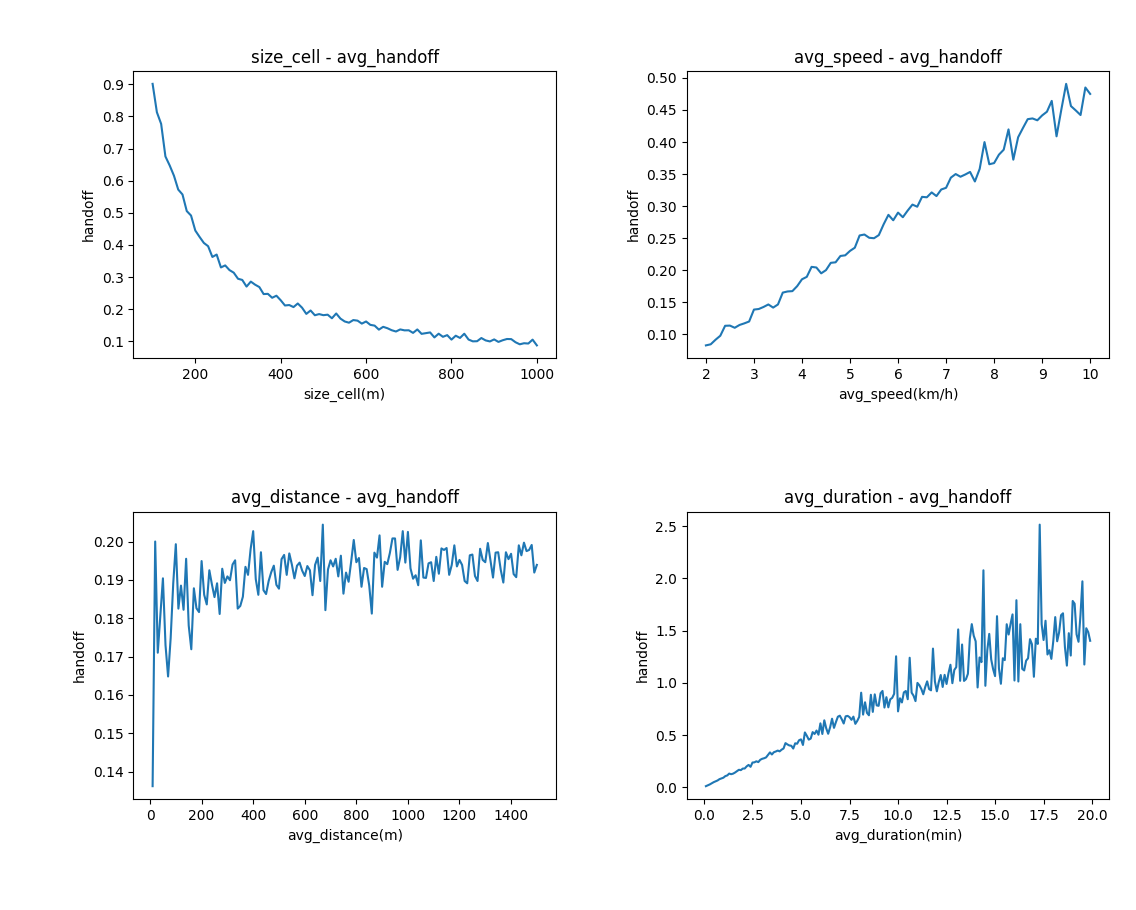 size_cell - avg_handoff
0.9
0.8
0.7
0.6
0.5
0.4
0.3
0.2
0.1
handoff
200 400 600 800 1000
size_cell(m)
avg_speed - avg_handoff
0.50
0.45
0.40
0.35
0.30
0.25
0.20
0.15
0.10
handoff
2 3 4 5 6 7 8 9 10
avg_speed(km/h)
avg_distance - avg_handoff
0.20
0.19
0.18
0.17
0.16
0.15
0.14
handoff
0 200 400 600 800 1000 1200 1400
avg_distance(m)
avg_duration - avg_handoff
2.5
2.0
1.5
1.0
0.5
0.0
handoff
0.0 2.5 5.0 7.5 10.0 12.5 15.0 17.5 20.0
avg_duration(min)